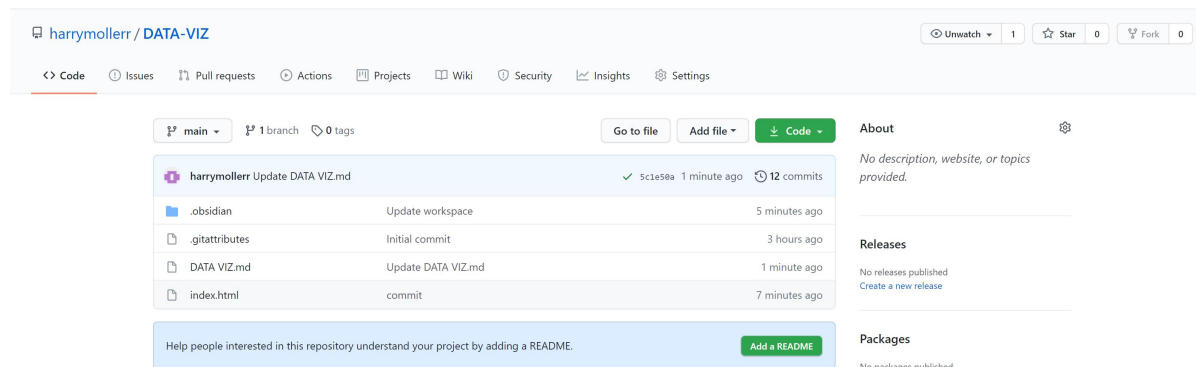 harrymollerr / DATA-VIZ
Unwatch 1 Star 0 Fork 0
<> Code Issues Pull requests Actions Projects Wiki Security Insights Settings
main 1 branch 0 tags Go to file Add file Code
About
No description, website, or topics
provided.
harrymollerr Update DATA VIZ.md 5c1e50a 1 minute ago 12 commits
.obsidian Update workspace 5 minutes ago
.gitattributes Initial commit 3 hours ago
DATA VIZ.md Update DATA VIZ.md 1 minute ago
index.html commit 7 minutes ago
Releases
No releases published
Create a new release
Help people interested in this repository understand your project by adding a README. Add a README
Packages
No packages published